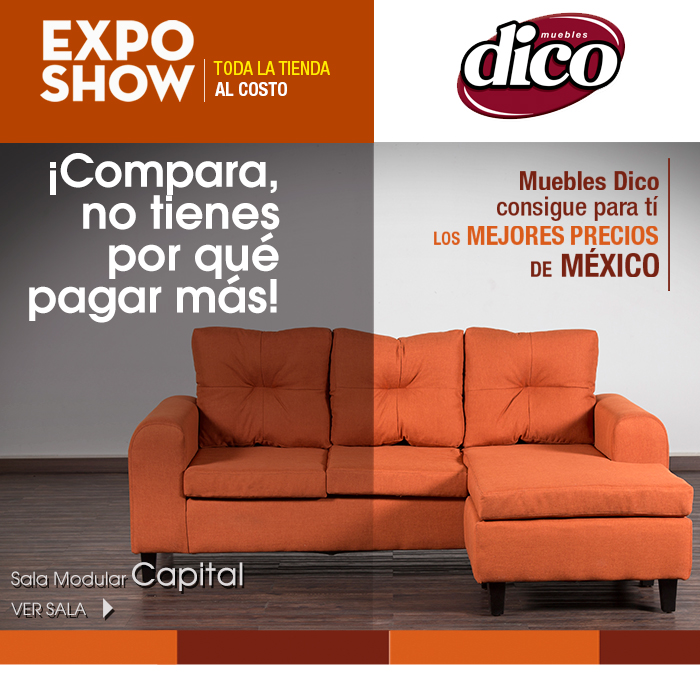 EXPO
SHOW
TODA LA TIENDA
AL COSTO
muebles
dico
¡Compara,
no tienes
por qué
pagar más!
Muebles Dico
consigue para tí
LOS MEJORES PRECIOS
DE MÉXICO
Sala Modular Capital
VER SALA